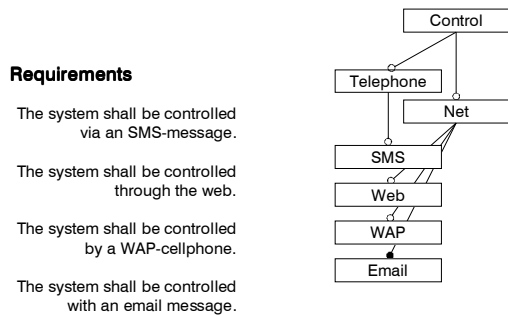 Requirements
The system shall be controlled
via an SMS-message.
The system shall be controlled
through the web.
The system shall be controlled
by a WAP-cellphone.
The system shall be controlled
with an email message.
Control
Telephone
Net
SMS
Web
WAP
Email